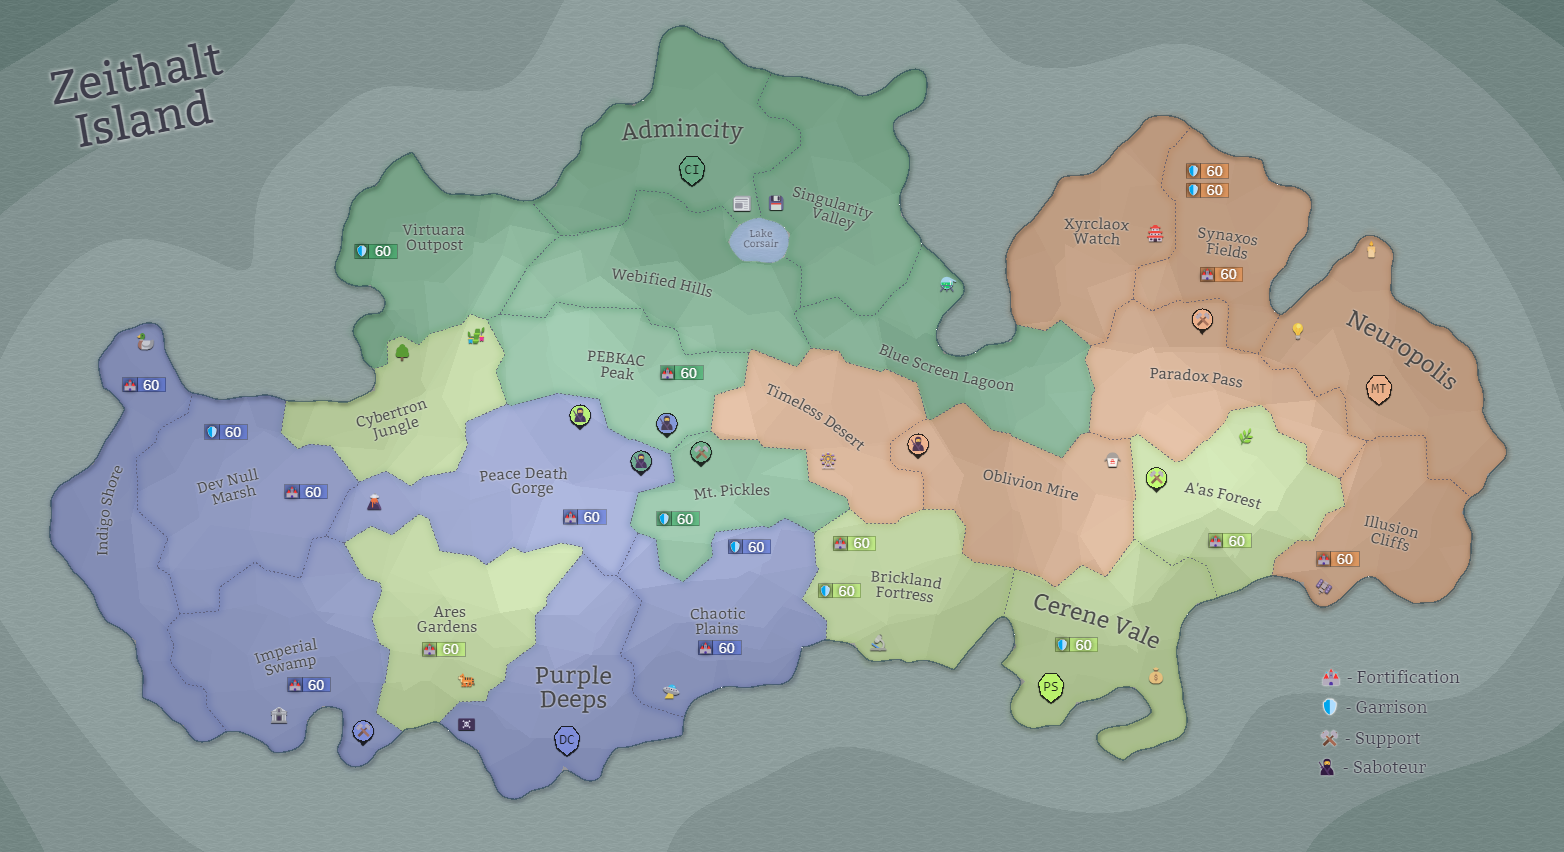 Zeithalt
Island
Admincity
CI
Singularity
Valley
Lake
Corsair
Virtuara
Outpost
60
Webified Hills
60
60
Xyrclaox
Watch
Synaxos
Fields
60
Neuropolis
MT
PEBKAC
Peak
60
Blue Screen Lagoon
Paradox Pass
Timeless Desert
60
Indigo Shore
60
Dev Null
Marsh
60
Cybertron
Jungle
Peace Death
Gorge
60
Mt. Pickles
60
Oblivion Mire
A'as Forest
60
Illusion
Cliffs
60
60
60
60
Brickland
Fortress
Ares
Gardens
60
Chaotic
Plains
60
Cerene Vale
60
PS
Imperial
Swamp
60
Purple
Deeps
DC
- Fortification
- Garrison
- Support
- Saboteur